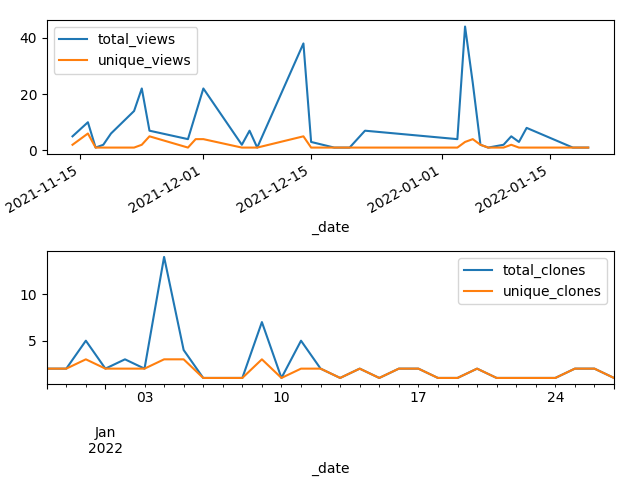 40
20
0
total_views
unique_views
2021-11-15
2021-12-01
2021-12-15
2022-01-01
2022-01-15
_date
10
5
total_clones
unique_clones
03
10
17
24
Jan
2022
_date